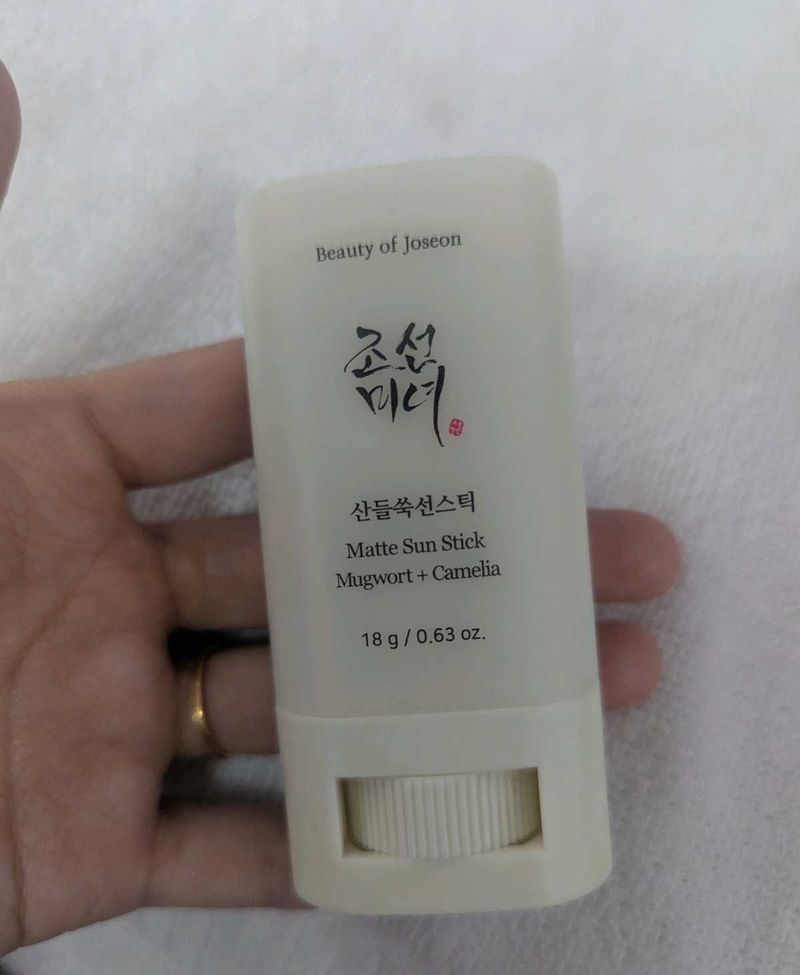 Beauty of Joseon
조선
미녀
산들쑥선스틱
Matte Sun Stick
Mugwort + Camelia
18 g / 0.63 oz.